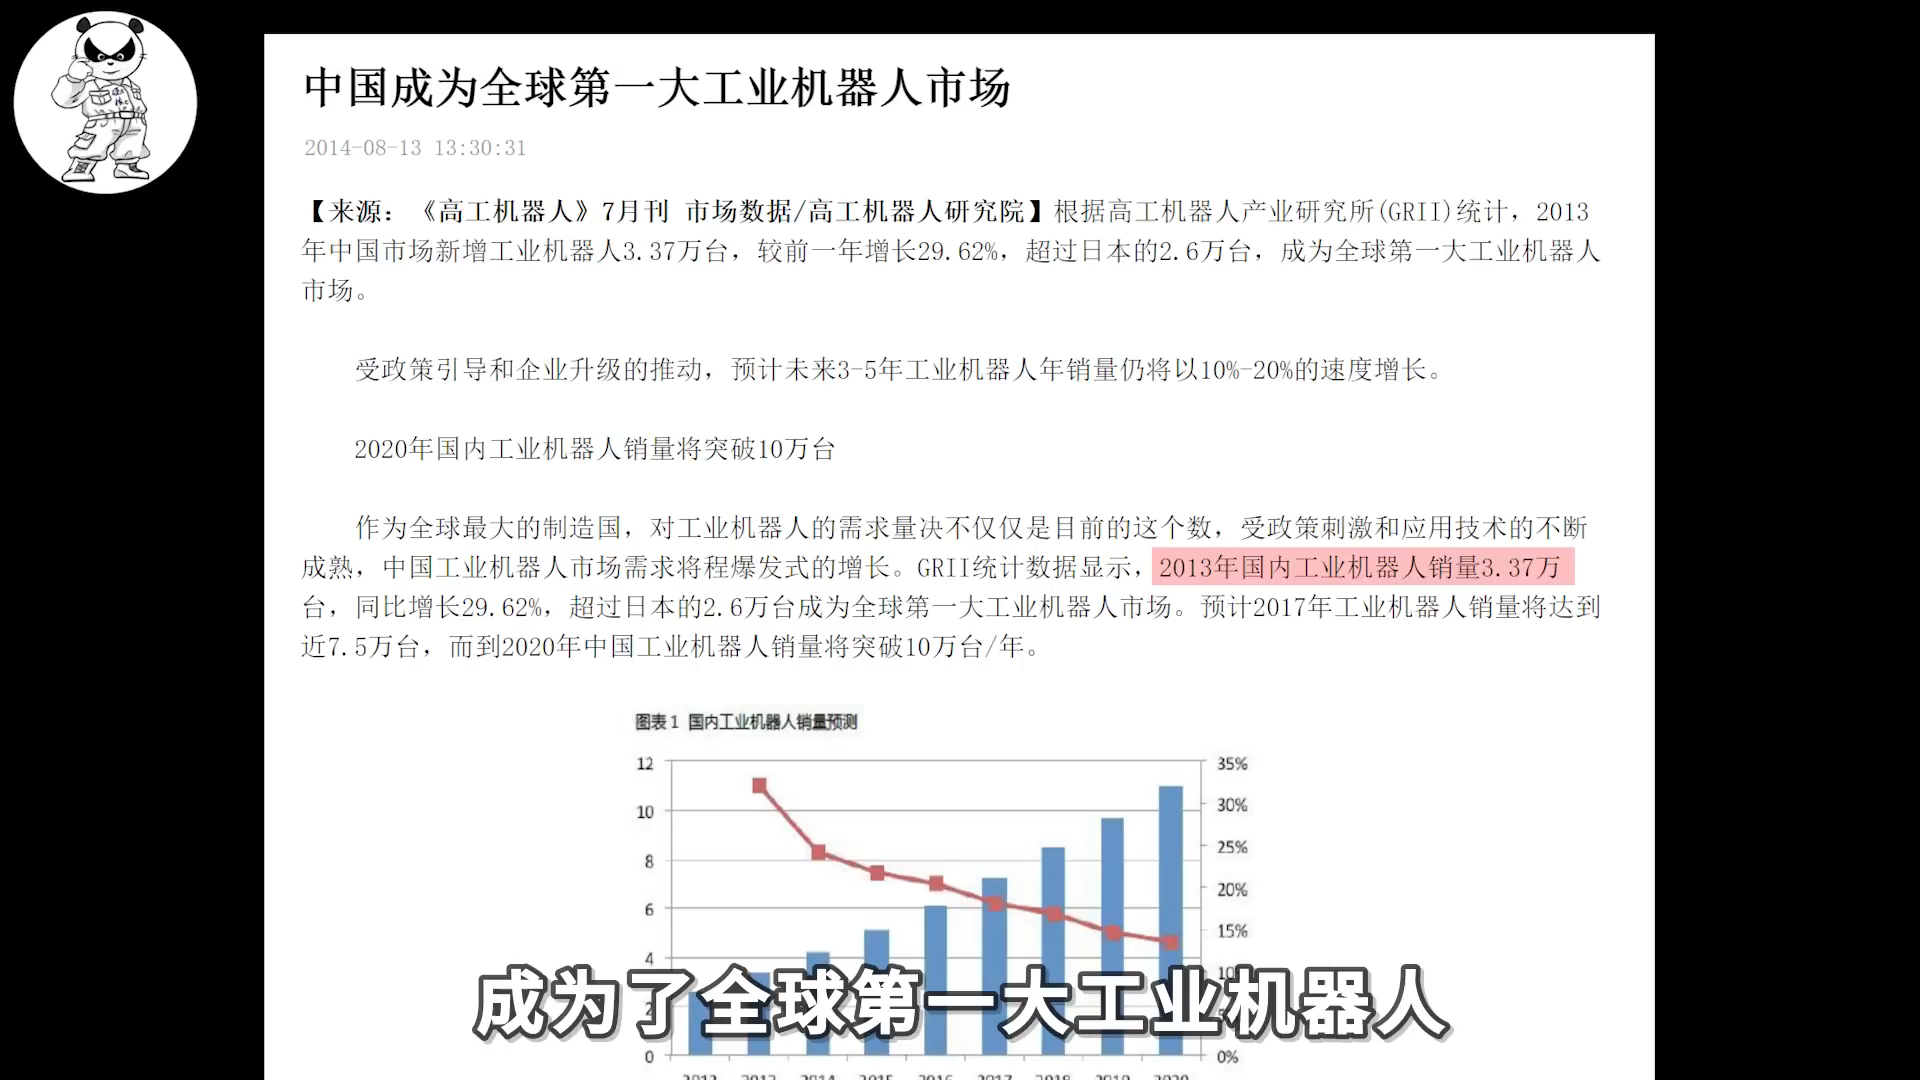 中国成为全球第一大工业机器人市场
2014-08-13 13:30:31
【来源：《高工机器人》7月刊 市场数据/高工机器人研究院】根据高工机器人产业研究所(GRII)统计，2013
年中国市场新增工业机器人3.37万台，较前一年增长29.62%，超过日本的2.6万台，成为全球第一大工业机器人
市场。
受政策引导和企业升级的推动，预计未来3-5年工业机器人年销量仍将以10%-20%的速度增长。
2020年国内工业机器人销量将突破10万台
作为全球最大的制造国，对工业机器人的需求量决不仅仅是目前的这个数，受政策刺激和应用技术的不断
成熟，中国工业机器人市场需求将程爆发式的增长。GRII统计数据显示，2013年国内工业机器人销量3.37万
台，同比增长29.62%，超过日本的2.6万台成为全球第一大工业机器人市场。预计2017年工业机器人销量将达到
近7.5万台，而到2020年中国工业机器人销量将突破10万台/年。
图表1 国内工业机器人销量预测
12 35%
10 30%
8 25%
6 20%
4 15%
0 0%
成为了全球第一大工业机器人
2012 2013 2014 2015 2016 2017 2018 2019 2020